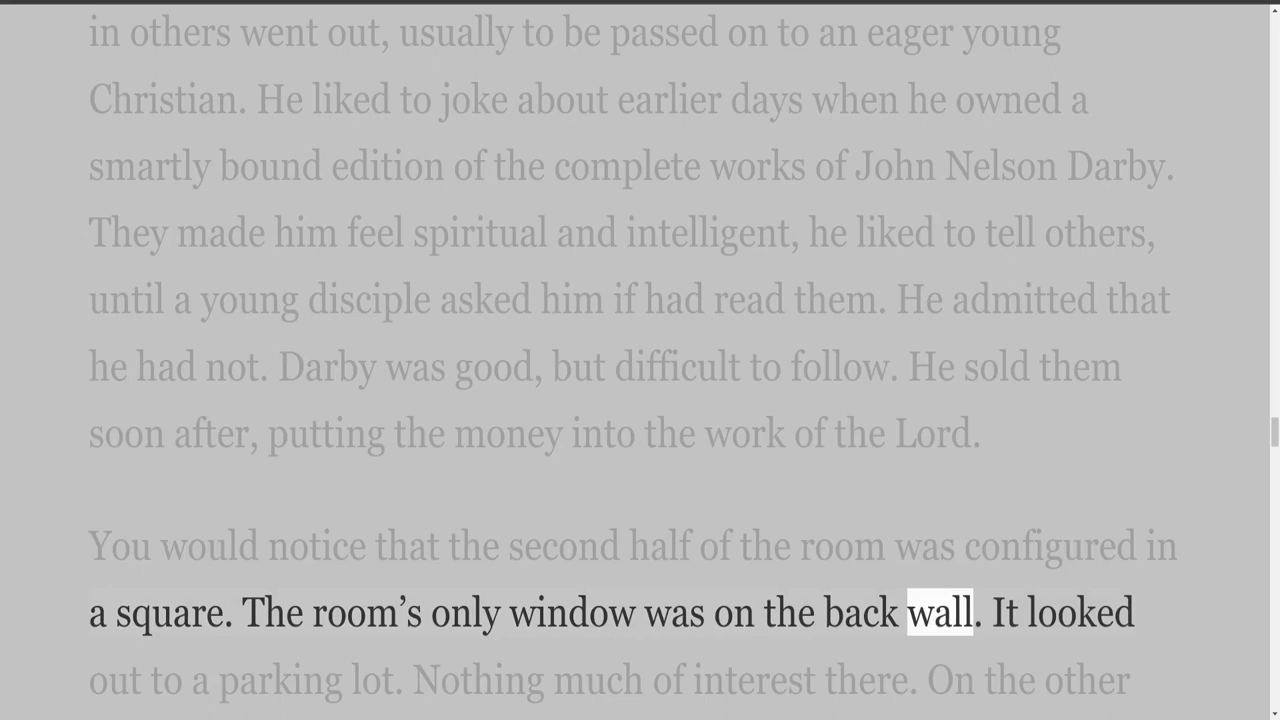 in others went out, usually to be passed on to an eager young
Christian. He liked to joke about earlier days when he owned a
smartly bound edition of the complete works of John Nelson Darby.
They made him feel spiritual and intelligent, he liked to tell others,
until a young disciple asked him if had read them. He admitted that
he had not. Darby was good, but difficult to follow. He sold them
soon after, putting the money into the work of the Lord.
You would notice that the second half of the room was configured in
a square. The room’s only window was on the back wall. It looked
out to a parking lot. Nothing much of interest there. On the other